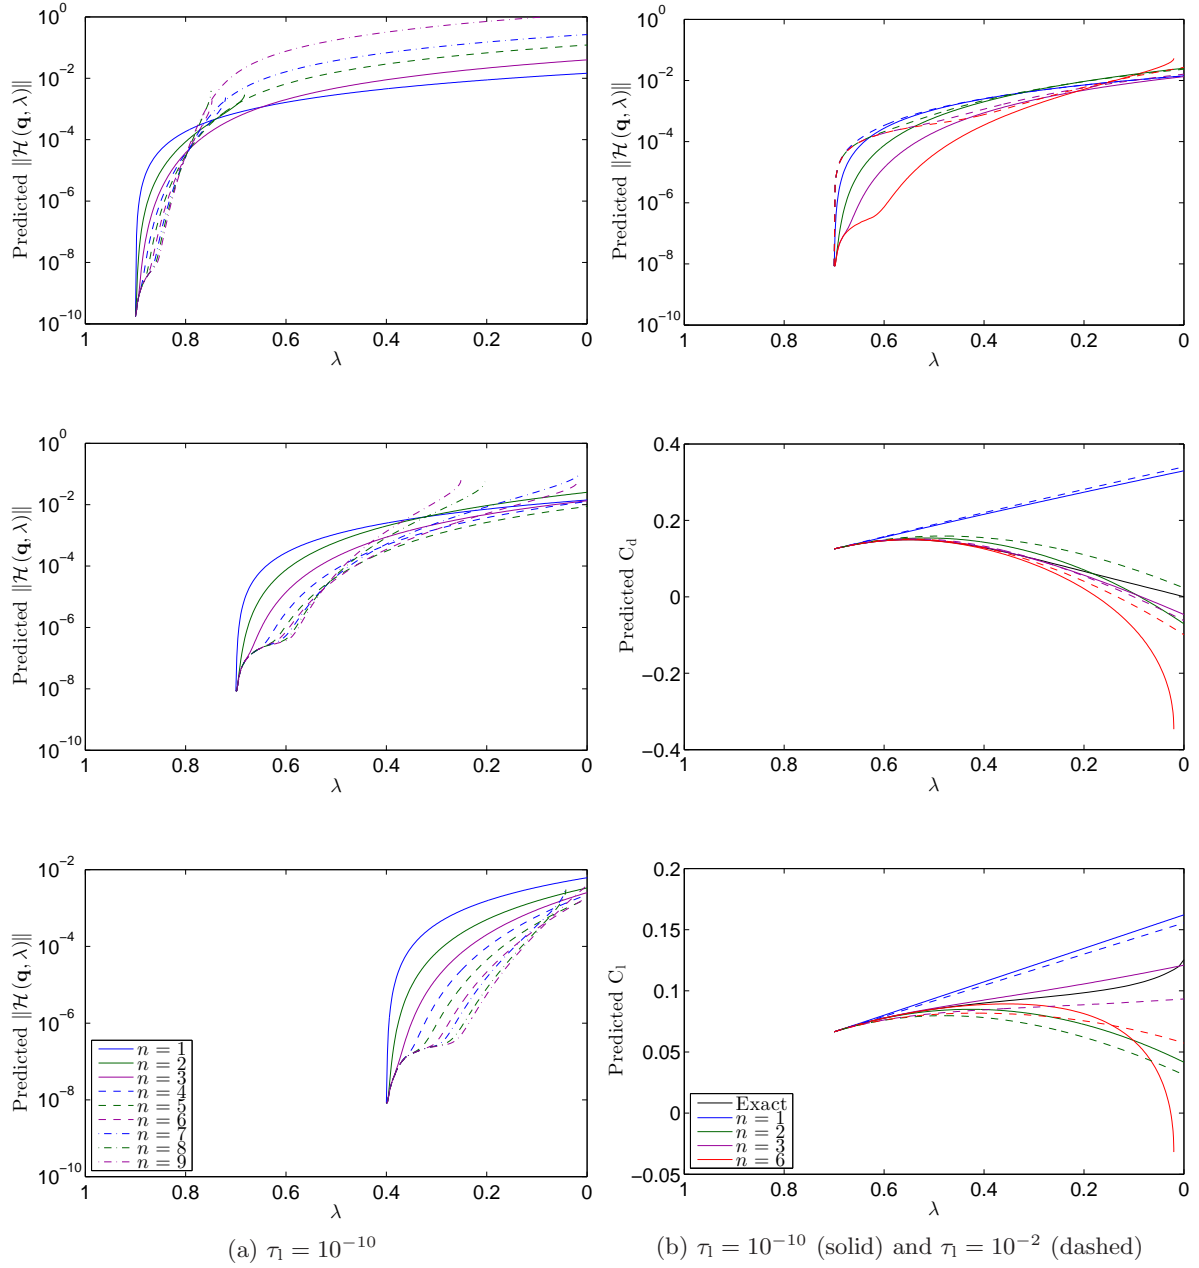 10^0
10^-2
10^-4
10^-6
10^-8
10^-10
1
0.8
0.6
0.4
0.2
0
λ
Predicted ||H(q, λ)||
10^0
10^-2
10^-4
10^-6
10^-8
10^-10
1
0.8
0.6
0.4
0.2
0
λ
Predicted ||H(q, λ)||
10^0
10^-2
10^-4
10^-6
10^-8
10^-10
1
0.8
0.6
0.4
0.2
0
λ
Predicted ||H(q, λ)||
0.4
0.2
0
−0.2
−0.4
1
0.8
0.6
0.4
0.2
0
λ
Predicted C_d
10^-2
10^-4
10^-6
10^-8
10^-10
1
0.8
0.6
0.4
0.2
0
λ
Predicted ||H(q, λ)||
n = 1
n = 2
n = 3
n = 4
n = 5
n = 6
n = 7
n = 8
n = 9
0.2
0.15
0.1
0.05
0
−0.05
1
0.8
0.6
0.4
0.2
0
λ
Predicted C_l
Exact
n = 1
n = 2
n = 3
n = 6
(a) τ_l = 10^-10
(b) τ_l = 10^-10 (solid) and τ_l = 10^-2 (dashed)